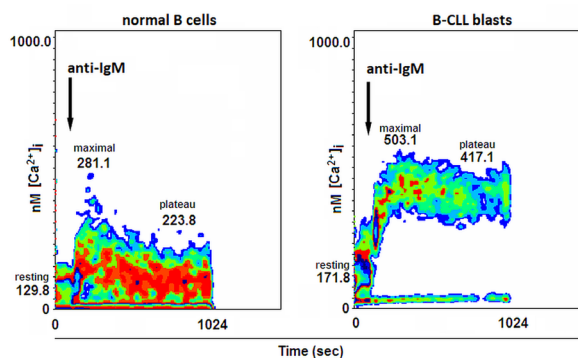 normal B cells
1000.0
anti-IgM
maximal
281.1
plateau
223.8
resting
129.8
0
0
1024
nM [Ca²⁺]i
B-CLL blasts
1000.0
anti-IgM
maximal
503.1
plateau
417.1
resting
171.8
0
0
1024
nM [Ca²⁺]i
Time (sec)